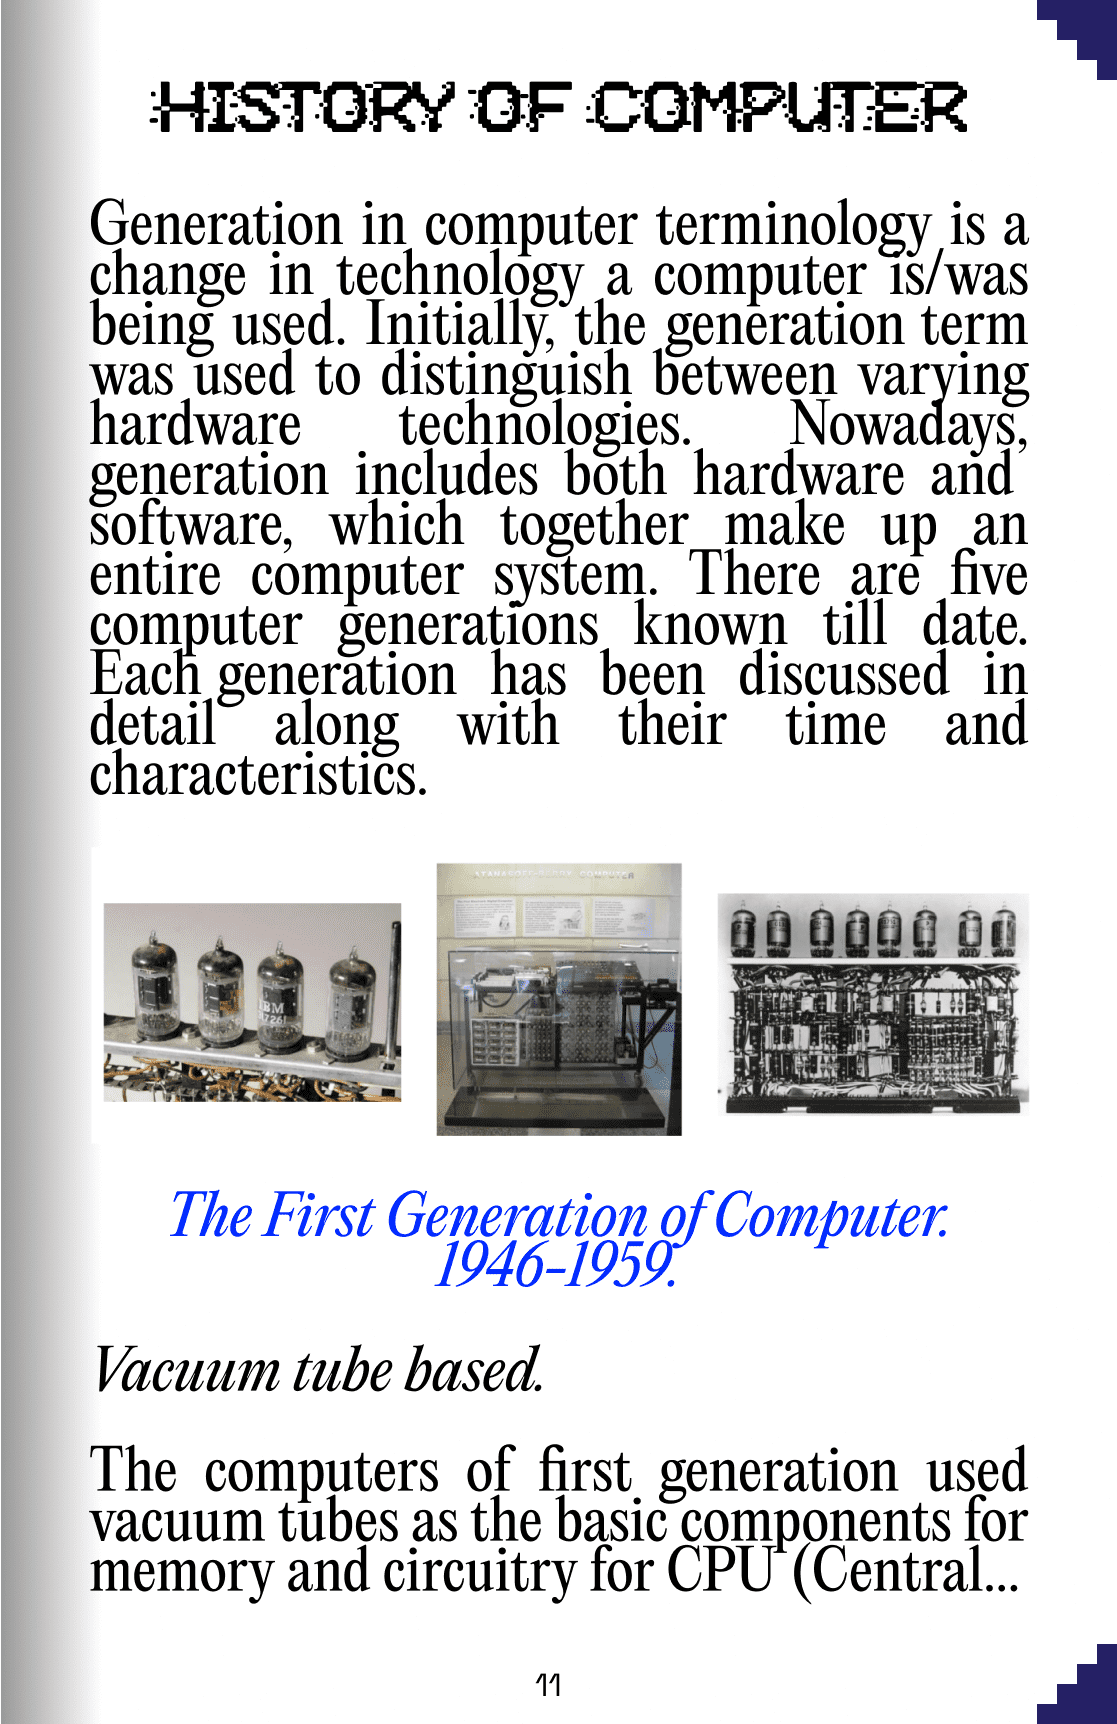 HISTORY OF COMPUTER
Generation in computer terminology is a
change in technology a computer is/was
being used. Initially, the generation term
was used to distinguish between varying
hardware technologies. Nowadays,
generation includes both hardware and
software, which together make up an
entire computer system. There are five
computer generations known till date.
Each generation has been discussed in
detail along with their time and
characteristics.
ATANASOFF-BERRY COMPUTER
IBM
The First Generation of Computer.
1946-1959.
Vacuum tube based.
The computers of first generation used
vacuum tubes as the basic components for
memory and circuitry for CPU (Central...
11